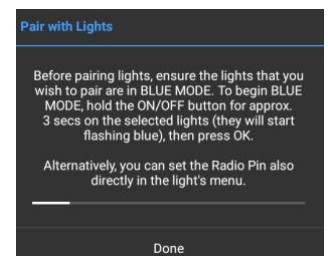 Pair with Lights
Before pairing lights, ensure the lights that you
wish to pair are in BLUE MODE. To begin BLUE
MODE, hold the ON/OFF button for approx.
3 secs on the selected lights (they will start
flashing blue), then press OK.
Alternatively, you can set the Radio Pin also
directly in the light's menu.
Done